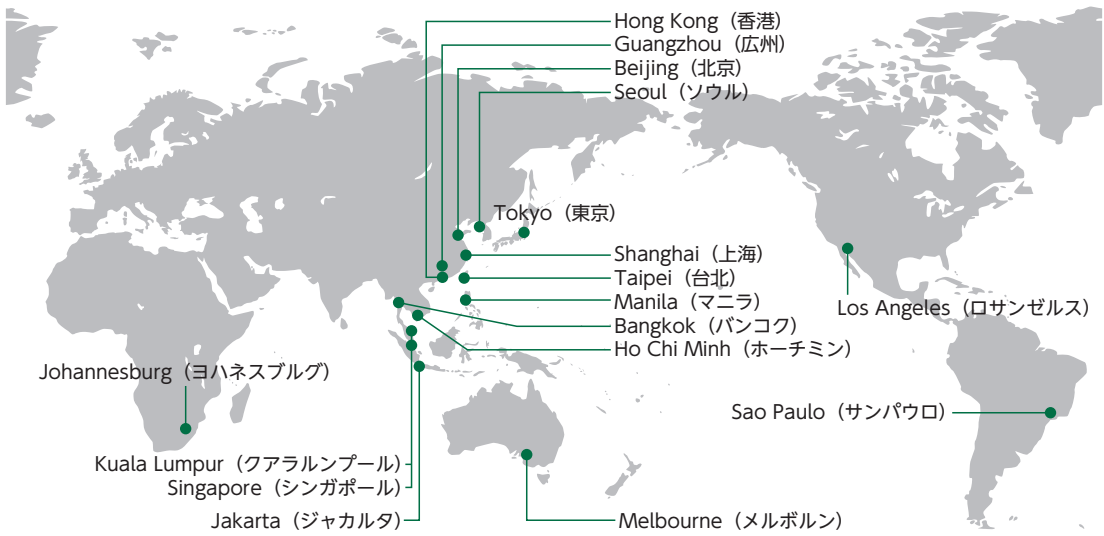 Hong Kong（香港）
Guangzhou（広州）
Beijing（北京）
Seoul（ソウル）
Tokyo（東京）
Shanghai（上海）
Taipei（台北）
Manila（マニラ）
Los Angeles（ロサンゼルス）
Bangkok（バンコク）
Ho Chi Minh（ホーチミン）
Johannesburg（ヨハネスブルグ）
Sao Paulo（サンパウロ）
Kuala Lumpur（クアラルンプール）
Singapore（シンガポール）
Jakarta（ジャカルタ）
Melbourne（メルボルン）